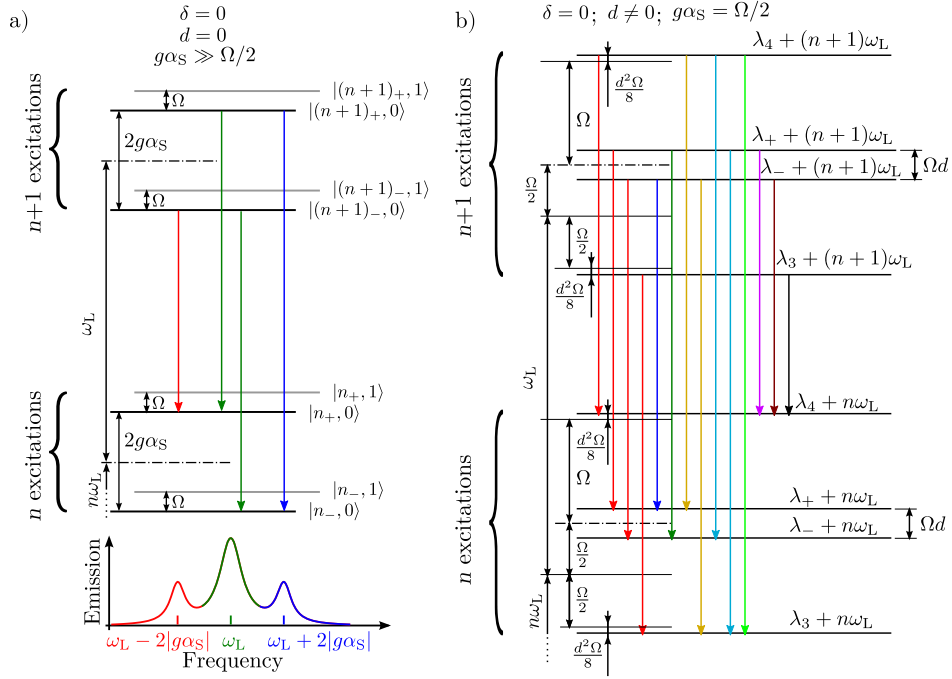 a)
δ = 0
d = 0
gα_S ≫ Ω/2
n+1 excitations
Ω
|(n + 1)_+, 1⟩
|(n + 1)_+, 0⟩
2gα_S
Ω
|(n + 1)_−, 1⟩
|(n + 1)_−, 0⟩
ω_L
n excitations
Ω
|n_+, 1⟩
|n_+, 0⟩
2gα_S
nω_L
Ω
|n_−, 1⟩
|n_−, 0⟩
Emission
ω_L − 2|gα_S|
ω_L
ω_L + 2|gα_S|
Frequency
b)
δ = 0; d ≠ 0; gα_S = Ω/2
n+1 excitations
λ_4 + (n+1)ω_L
d²Ω/8
Ω
λ_+ + (n+1)ω_L
λ_− + (n+1)ω_L
Ωd
Ω/2
Ω/2
λ_3 + (n+1)ω_L
d²Ω/8
ω_L
n excitations
λ_4 + nω_L
d²Ω/8
Ω
λ_+ + nω_L
λ_− + nω_L
Ωd
Ω/2
Ω/2
nω_L
λ_3 + nω_L
d²Ω/8